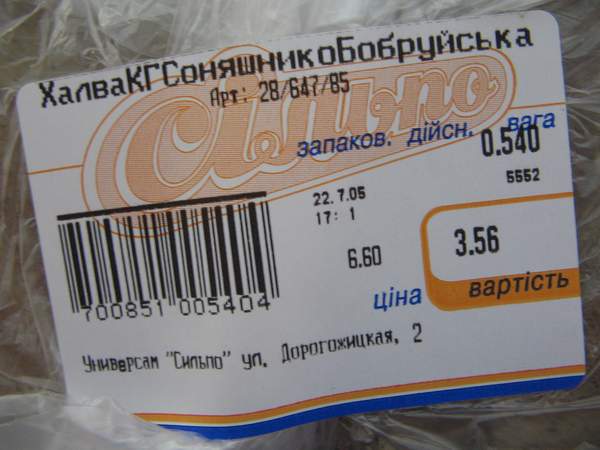 ХалваКГСоняшникоБобруйська
Арт: 28/647/85
Сільпо
запаков. дійсн. вага
0.540
22.7.05
5552
17: 1
6.60
3.56
ціна
вартість
700851 005404
Универсам "Сильпо" ул. Дорогожицкая, 2